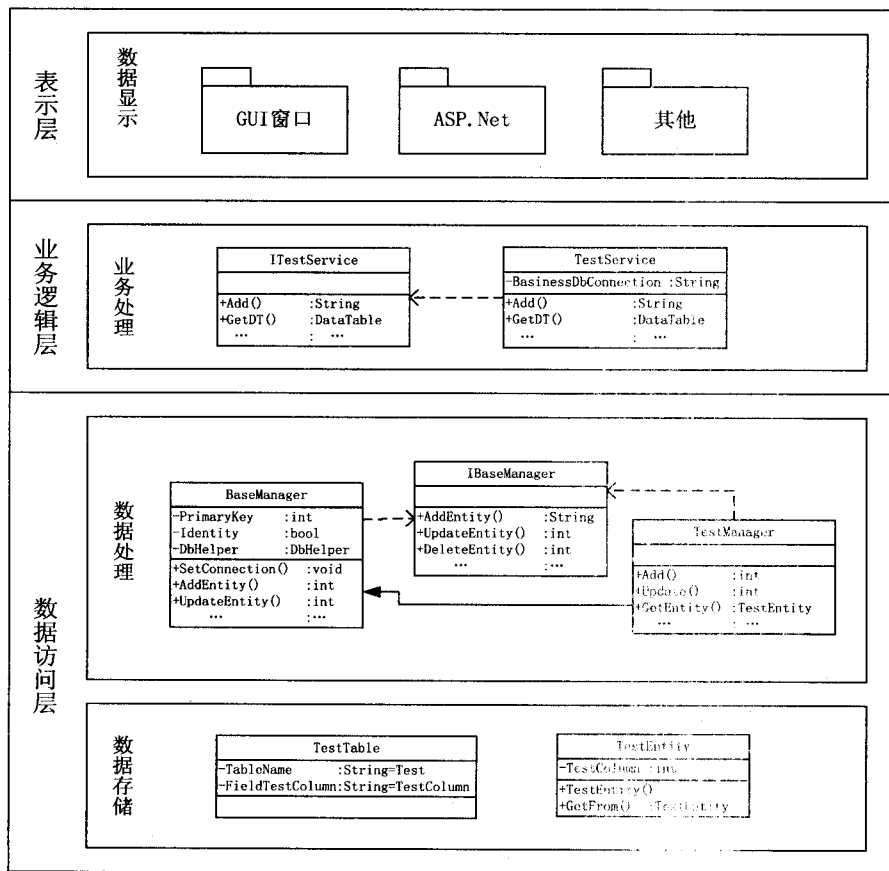 表示层
数据显示
GUI窗口
ASP.Net
其他
业务逻辑层
业务处理
ITestService
+Add() :String
+GetDT() :DataTable
… : …
TestService
-BasinessDbConnection :String
+Add() :String
+GetDT() :DataTable
… : …
数据访问层
数据处理
BaseManager
-PrimaryKey :int
-Identity :bool
-DbHelper :DbHelper
+SetConnection() :void
+AddEntity() :int
+UpdateEntity() :int
… :…
IBaseManager
+AddEntity() :String
+UpdateEntity() :int
+DeleteEntity() :int
… :…
TestManager
+Add() :int
+Update() :int
+GetEntity() :TestEntity
… : …
数据存储
TestTable
-TableName :String=Test
-FieldTestColumn:String=TestColumn
TestEntity
-TestColumn :int
+TestEntity()
+GetFrom() :TestEntity